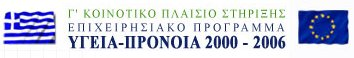 Γ' ΚΟΙΝΟΤΙΚΟ ΠΛΑΙΣΙΟ ΣΤΗΡΙΞΗΣ
ΕΠΙΧΕΙΡΗΣΙΑΚΟ ΠΡΟΓΡΑΜΜΑ
ΥΓΕΙΑ-ΠΡΟΝΟΙΑ 2000 - 2006